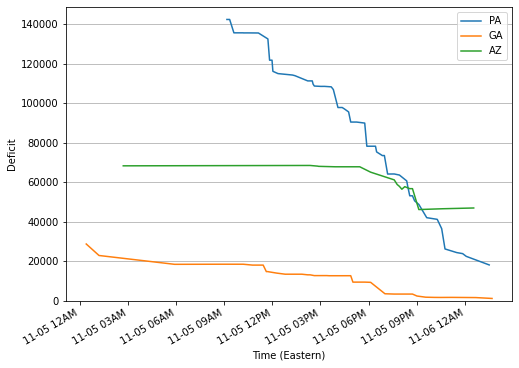 140000
120000
100000
80000
60000
40000
20000
0
Deficit
PA
GA
AZ
11-05 12AM
11-05 03AM
11-05 06AM
11-05 09AM
11-05 12PM
11-05 03PM
11-05 06PM
11-05 09PM
11-06 12AM
Time (Eastern)